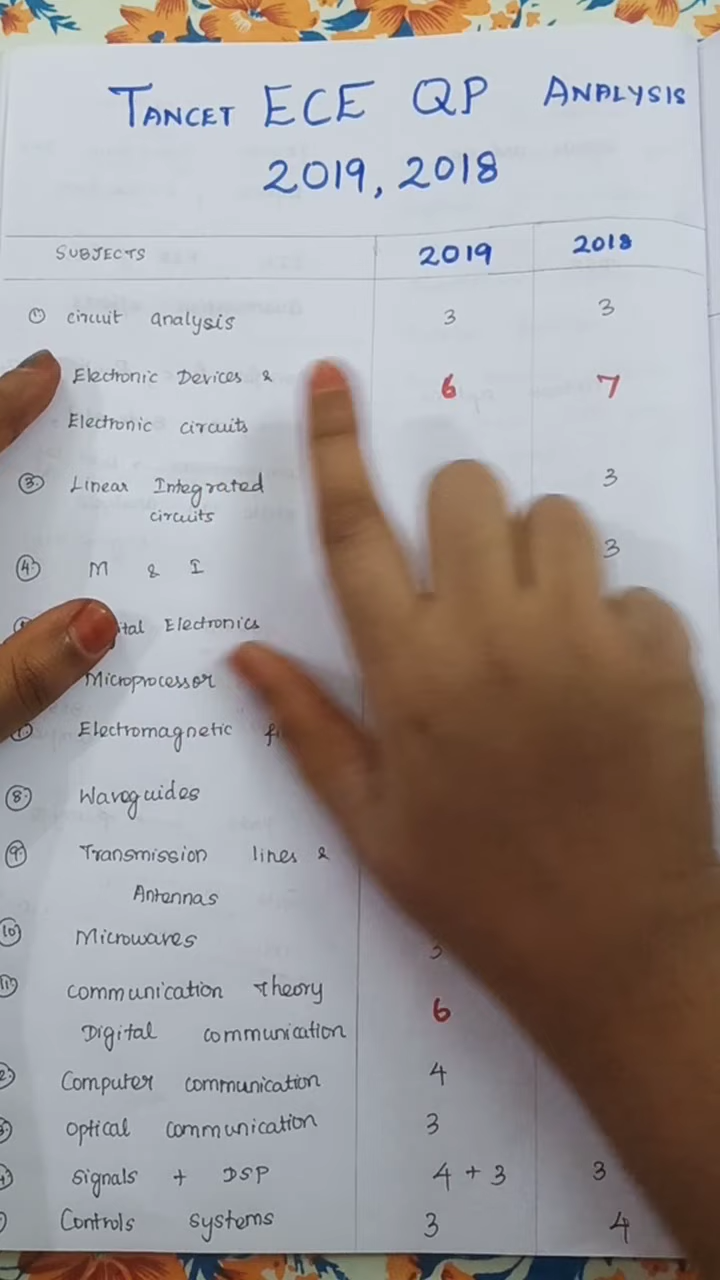 TANCET ECE QP ANALYSIS
2019, 2018
SUBJECTS 2019 2018
① circuit analysis 3 3
Electronic Devices & 6 7
Electronic circuits
③ Linear Integrated 3
circuits
④ M & I 3
ital Electronics
Microprocessor
Electromagnetic
⑧ Waveguides
⑨ Transmission lines &
Antennas
⑩ Microwaves 3
⑪ communication Theory 6
Digital communication
Computer communication 4
optical communication 3
signals + DSP 4 + 3 3
Controls systems 3 4